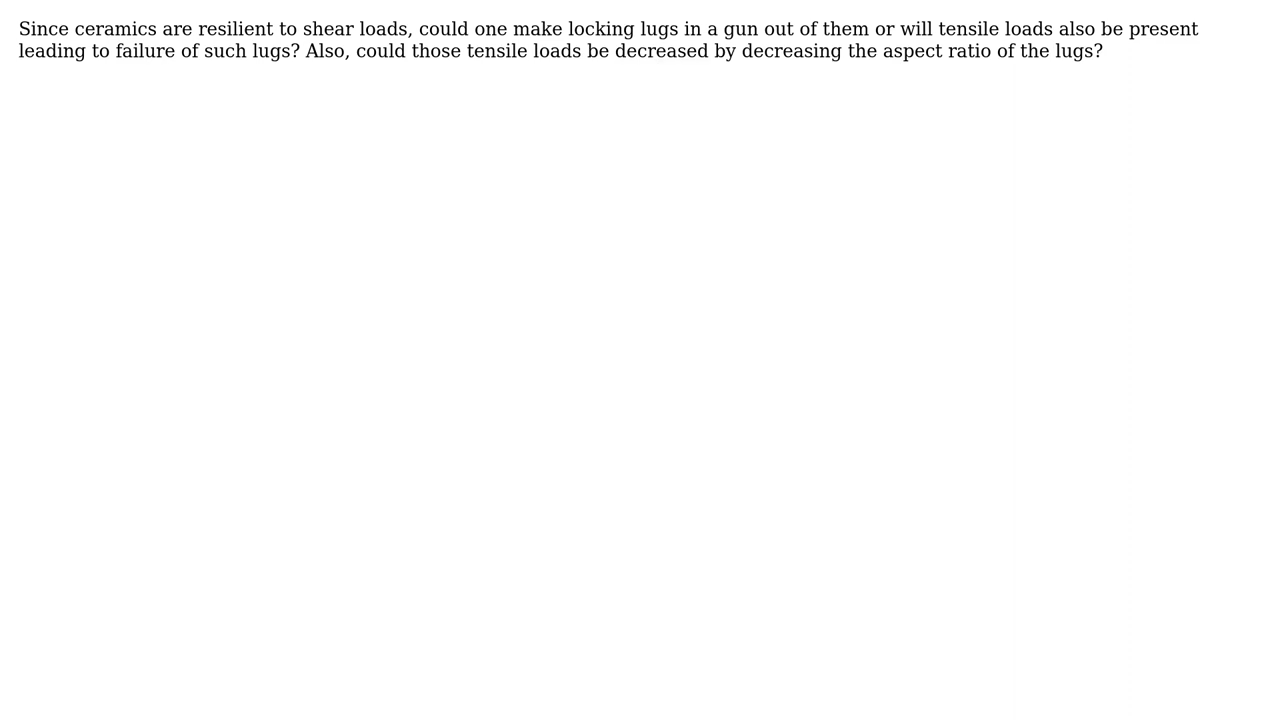 Since ceramics are resilient to shear loads, could one make locking lugs in a gun out of them or will tensile loads also be present
leading to failure of such lugs? Also, could those tensile loads be decreased by decreasing the aspect ratio of the lugs?